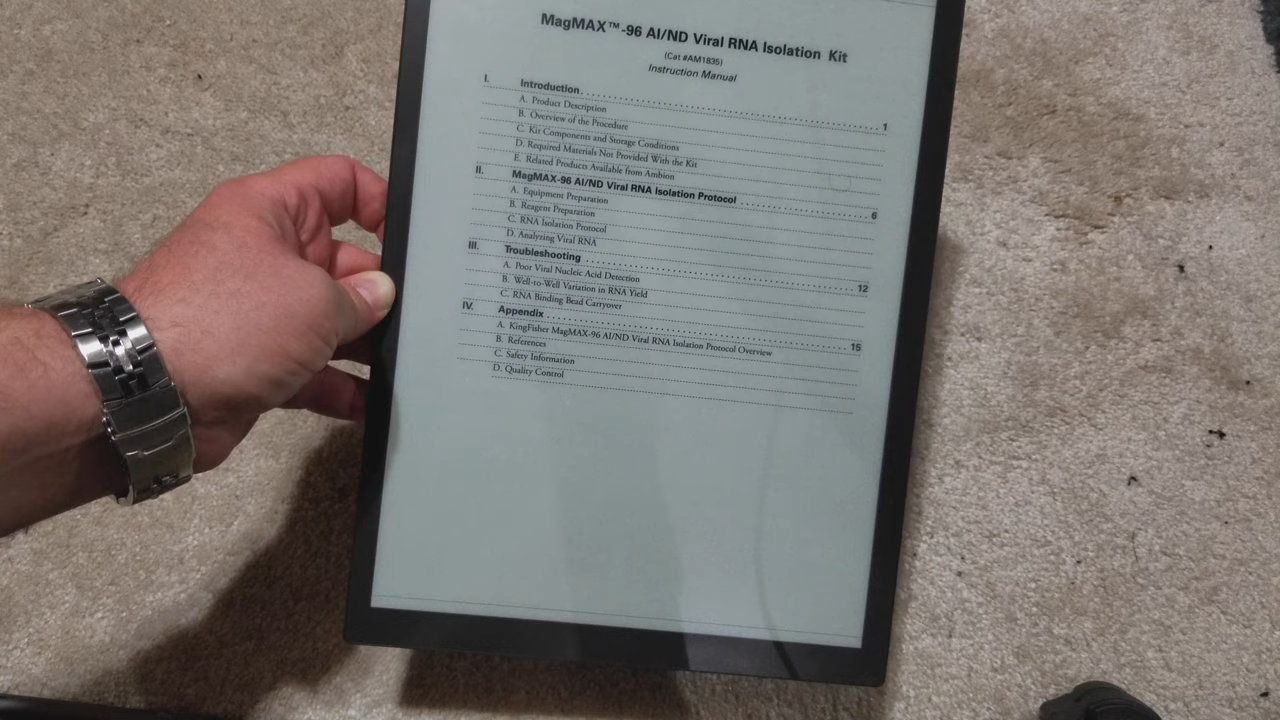 MagMAX™-96 AI/ND Viral RNA Isolation Kit
(Cat #AM1835)
Instruction Manual
I. Introduction . . . . . . . . . . . . . . . . . . . . . . . . . . . . . . . . . . . . . . . . . . . . . . . . . . 1
A. Product Description
B. Overview of the Procedure
C. Kit Components and Storage Conditions
D. Required Materials Not Provided With the Kit
E. Related Products Available from Ambion
II. MagMAX-96 AI/ND Viral RNA Isolation Protocol . . . . . . . . . . . . . . . . . . . . . . 6
A. Equipment Preparation
B. Reagent Preparation
C. RNA Isolation Protocol
D. Analyzing Viral RNA
III. Troubleshooting . . . . . . . . . . . . . . . . . . . . . . . . . . . . . . . . . . . . . . . . . . . . . . 12
A. Poor Viral Nucleic Acid Detection
B. Well-to-Well Variation in RNA Yield
C. RNA Binding Bead Carryover
IV. Appendix . . . . . . . . . . . . . . . . . . . . . . . . . . . . . . . . . . . . . . . . . . . . . . . . . . . . 15
A. KingFisher MagMAX-96 AI/ND Viral RNA Isolation Protocol Overview
B. References
C. Safety Information
D. Quality Control